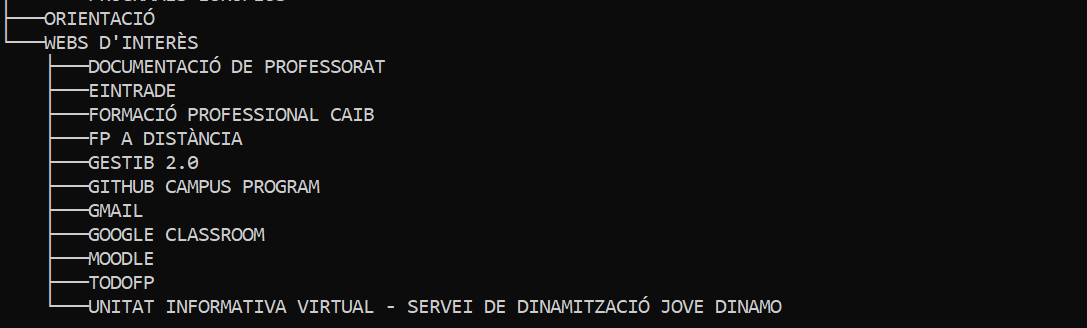 ORIENTACIÓ
WEBS D'INTERÈS
DOCUMENTACIÓ DE PROFESSORAT
EINTRADE
FORMACIÓ PROFESSIONAL CAIB
FP A DISTÀNCIA
GESTIB 2.0
GITHUB CAMPUS PROGRAM
GMAIL
GOOGLE CLASSROOM
MOODLE
TODOFP
UNITAT INFORMATIVA VIRTUAL - SERVEI DE DINAMITZACIÓ JOVE DINAMO